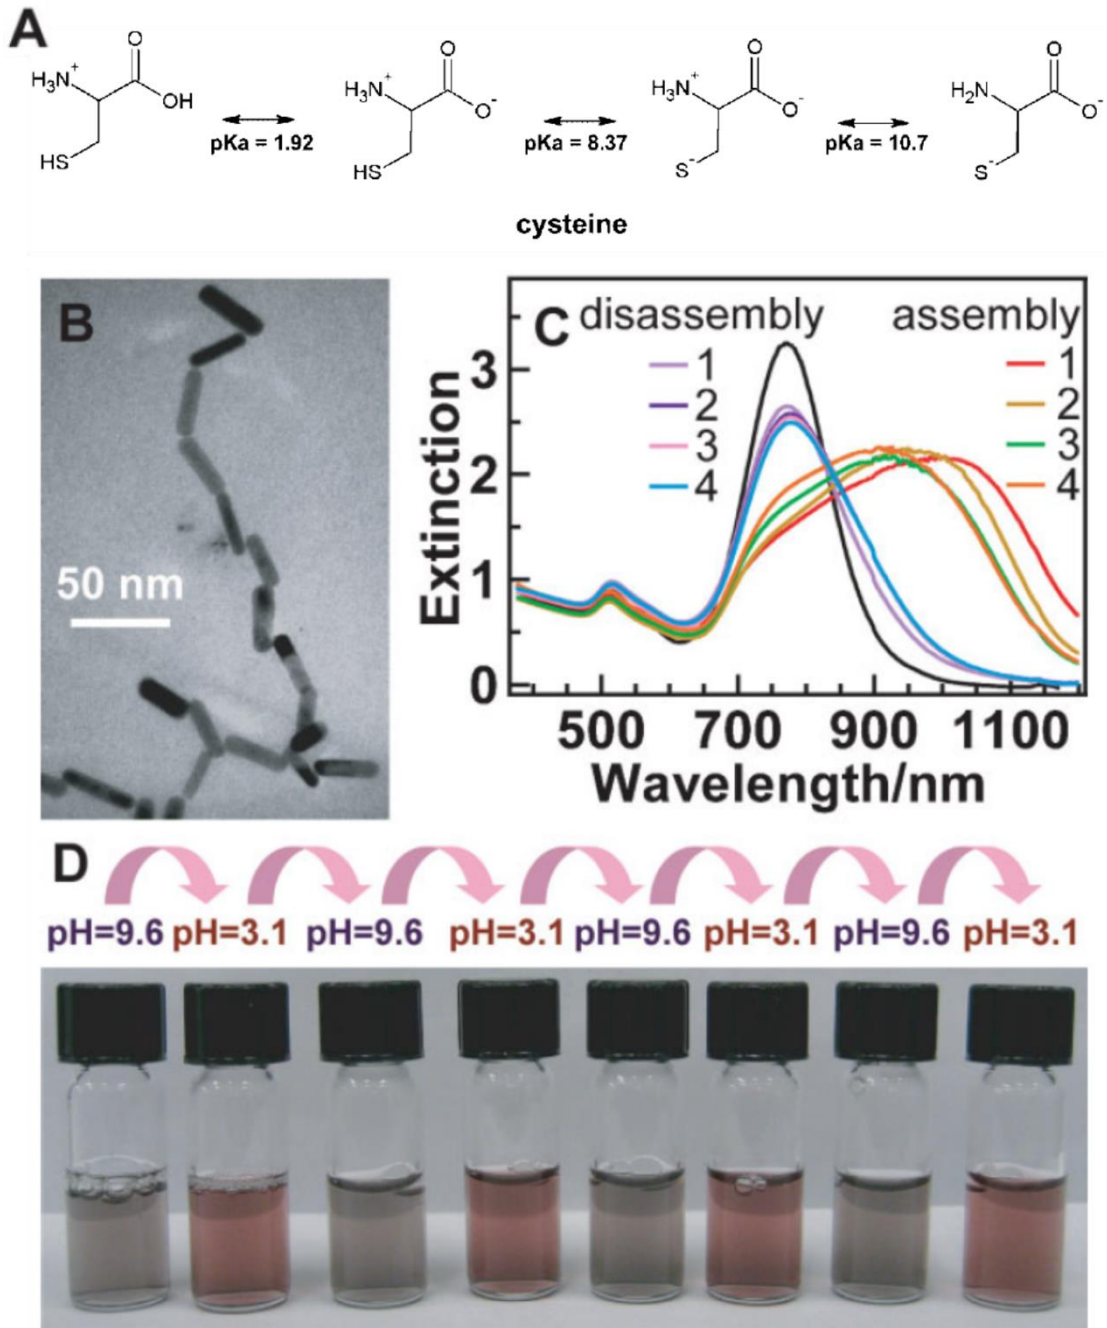 A
O
H₃N⁺
OH
HS
pKa = 1.92
O
H₃N⁺
O⁻
HS
pKa = 8.37
O
H₃N⁺
O⁻
S⁻
pKa = 10.7
O
H₂N
O⁻
S⁻
cysteine
B
50 nm
C
disassembly
1
2
3
4
assembly
1
2
3
4
Extinction
3
2
1
0
500 700 900 1100
Wavelength/nm
D
pH=9.6 pH=3.1 pH=9.6 pH=3.1 pH=9.6 pH=3.1 pH=9.6 pH=3.1